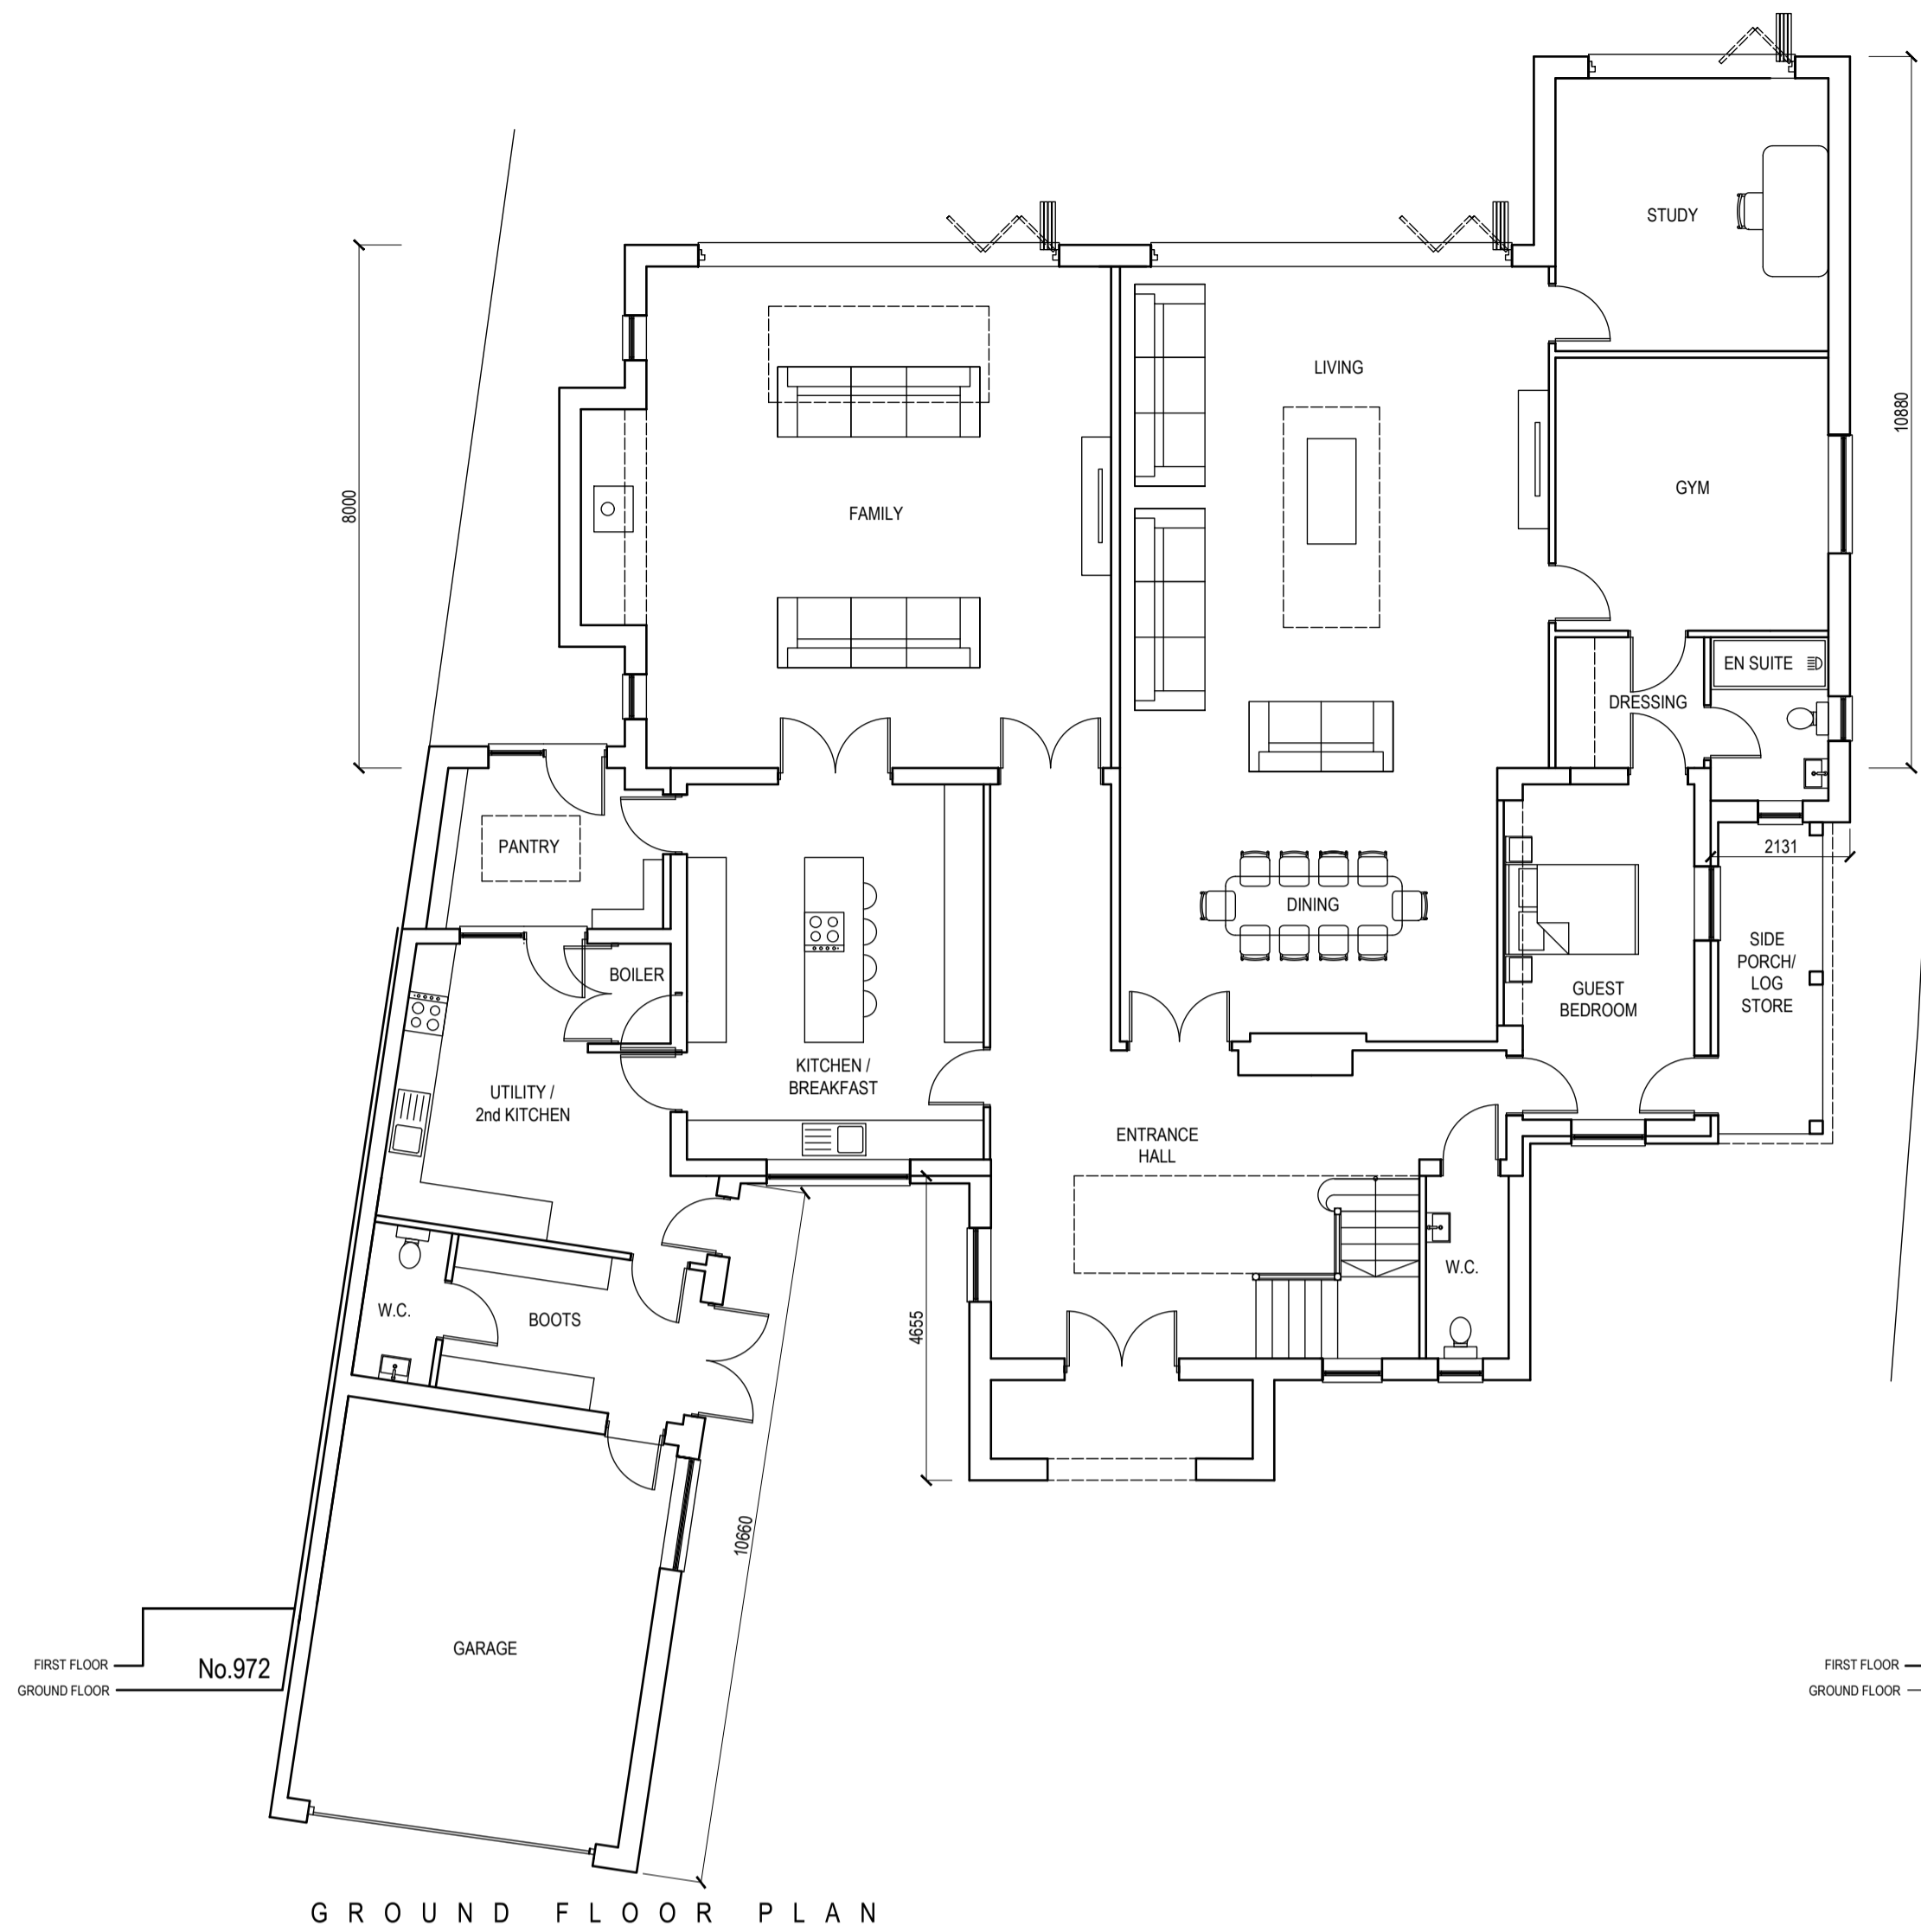 STUDY
LIVING
10880
8000
GYM
FAMILY
EN SUITE
DRESSING
PANTRY
2131
DINING
SIDE
PORCH/
LOG
STORE
BOILER
GUEST
BEDROOM
KITCHEN /
BREAKFAST
UTILITY /
2nd KITCHEN
ENTRANCE
HALL
W.C.
W.C.
BOOTS
4655
10660
GARAGE
FIRST FLOOR
No.972
GROUND FLOOR
FIRST FLOOR
GROUND FLOOR
GROUND FLOOR PLAN